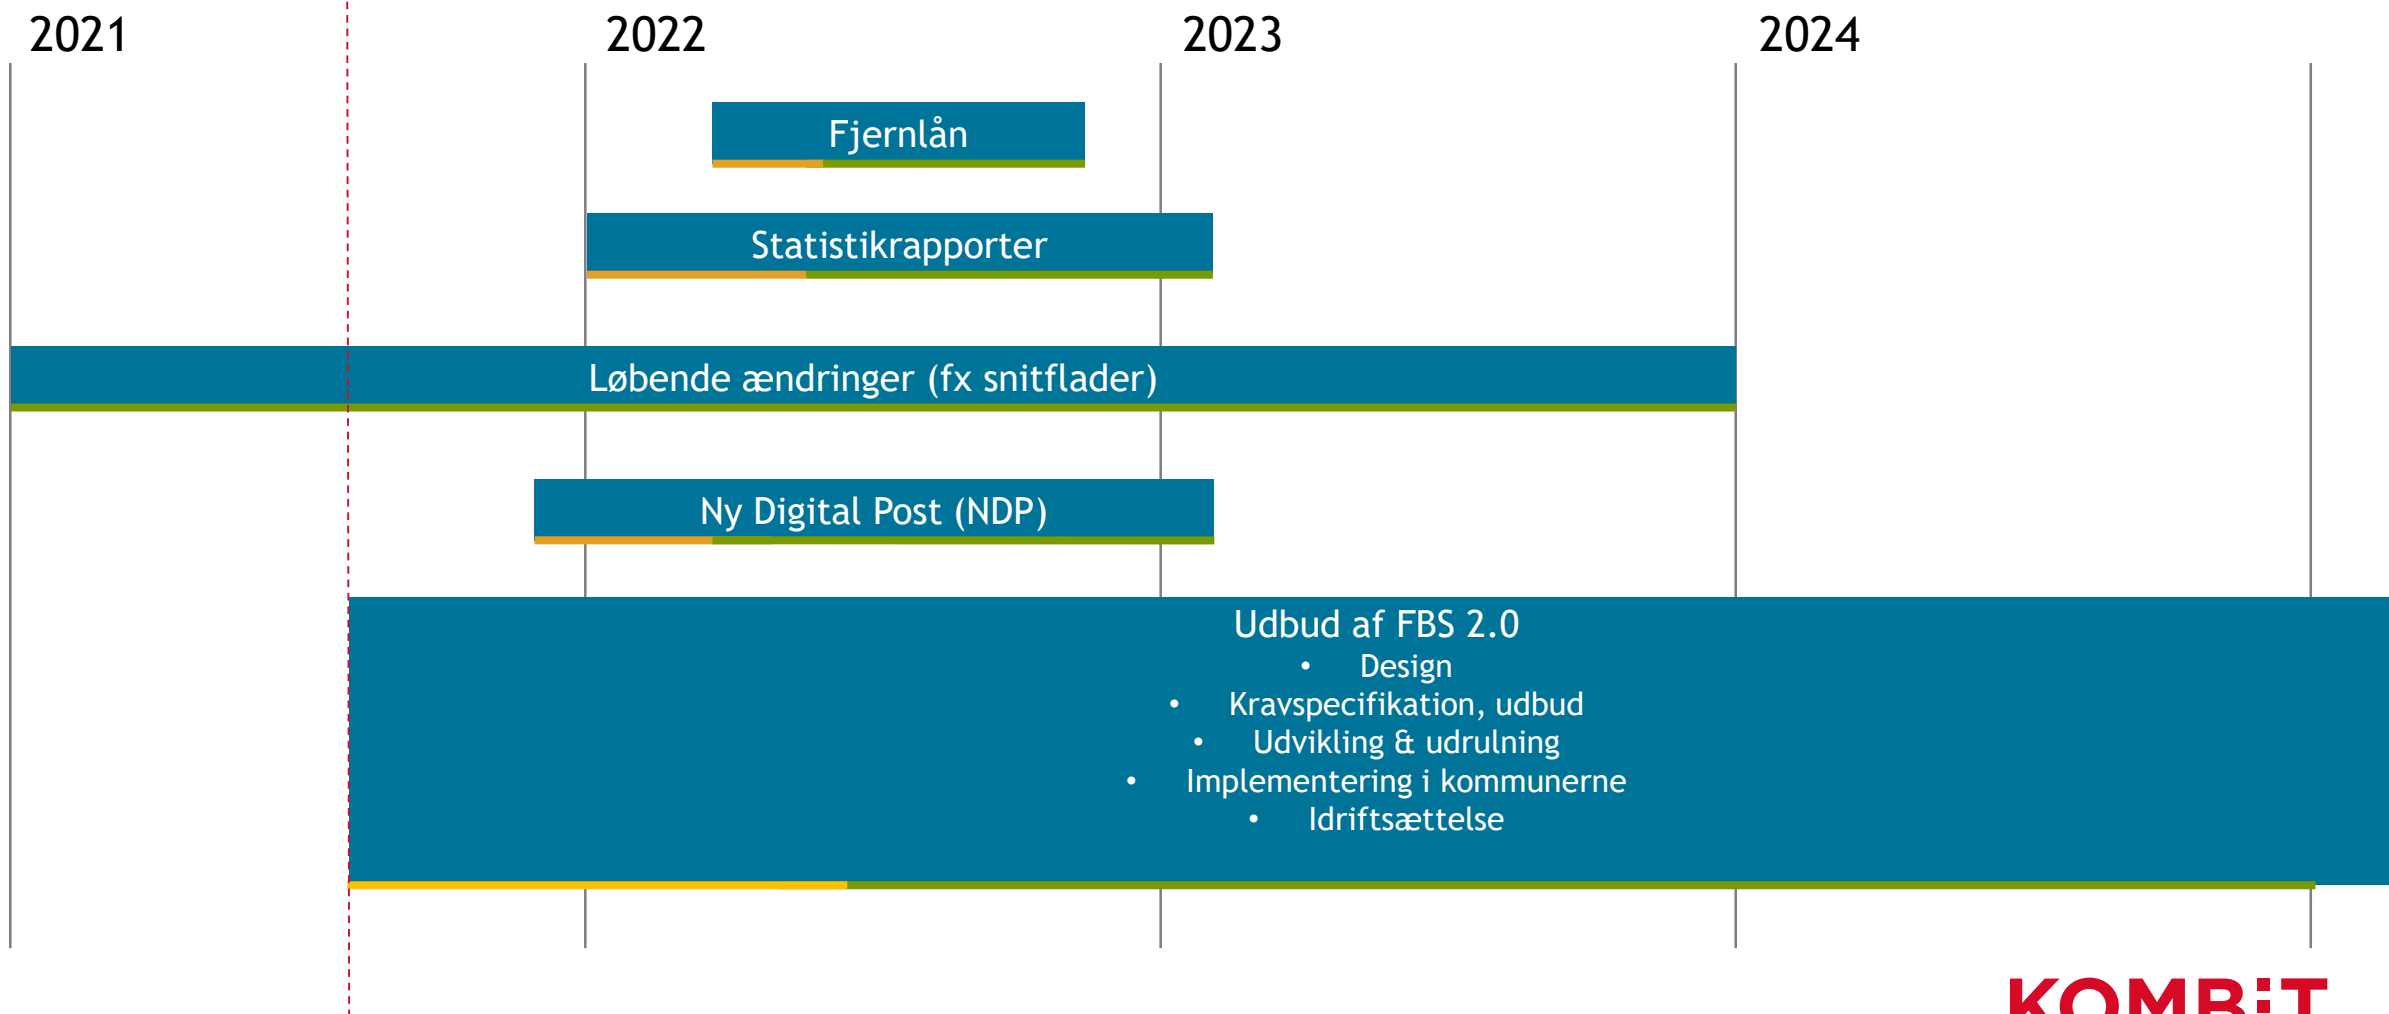 2021 2022 2023 2024
Fjernlån
Statistikrapporter
Løbende ændringer (fx snitflader)
Ny Digital Post (NDP)
Udbud af FBS 2.0
• Design
• Kravspecifikation, udbud
• Udvikling & udrulning
• Implementering i kommunerne
• Idriftsættelse
KOMBIT